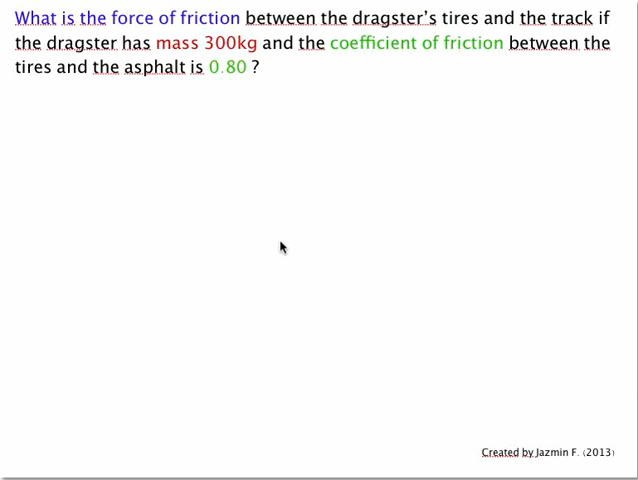 What is the force of friction between the dragster’s tires and the track if
the dragster has mass 300kg and the coefficient of friction between the
tires and the asphalt is 0.80 ?
Created by Jazmin F. (2013)